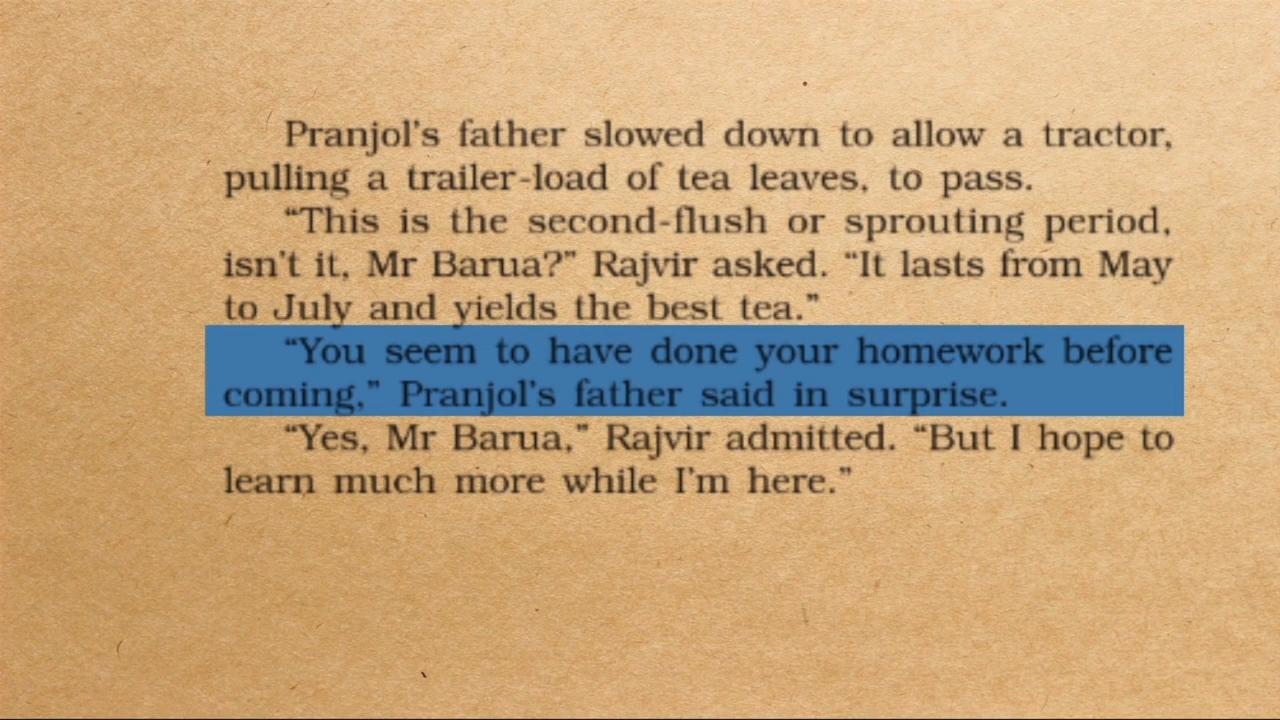 Pranjol’s father slowed down to allow a tractor,
pulling a trailer-load of tea leaves, to pass.
“This is the second-flush or sprouting period,
isn’t it, Mr Barua?” Rajvir asked. “It lasts from May
to July and yields the best tea.”
“You seem to have done your homework before
coming,” Pranjol’s father said in surprise.
“Yes, Mr Barua,” Rajvir admitted. “But I hope to
learn much more while I’m here.”